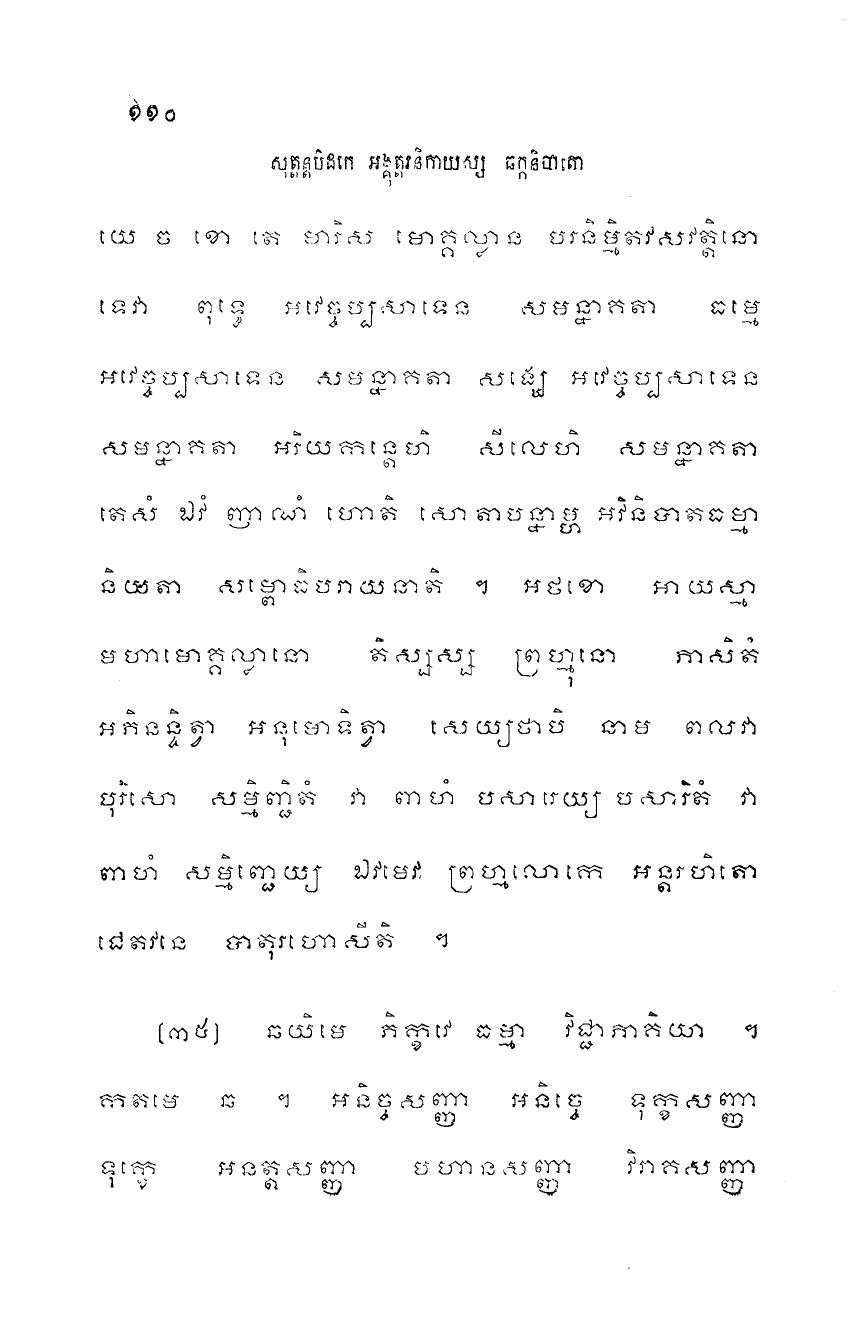 ១១០
សុត្តន្តបិដកេ អង្គុត្តរនិកាយស្ស ឆក្កនិបាតោ
យេ ច ខោ តេ មារិស មោគ្គល្លាន បរនិម្មិតវសវត្តិនោ
ទេវា ពុទ្ធេ អវេច្ចប្បសាទេន សមន្នាគតា ធម្មេ
អវេច្ចប្បសាទេន សមន្នាគតា សង្ឃេ អវេច្ចប្បសាទេន
សមន្នាគតា អរិយកន្តេហិ សីលេហិ សមន្នាគតា
តេសំ ឯវំ ញាណំ ហោតិ សោតាបន្នាម្ហ អវិនិបាតធម្មា
និយតា សម្ពោធិបរាយនាតិ ។ អថខោ អាយស្មា
មហាមោគ្គល្លានោ តិស្សស្ស ព្រហ្មុនោ ភាសិតំ
អភិនន្ទិត្វា អនុមោទិត្វា សេយ្យថាបិ នាម ពលវា
បុរិសោ សម្មិញ្ជិតំ វា ពាហំ បសារេយ្យ បសារិតំ វា
ពាហំ សម្មិញ្ជេយ្យ ឯវមេវ ព្រហ្មលោកេ អន្តរហិតោ
ជេតវនេ បាតុរហោសីតិ ។
[៣៥] ឆយិមេ ភិក្ខវេ ធម្មា វិជ្ជាភាគិយា ។
កតមេ ឆ ។ អនិច្ចសញ្ញា អនិច្ចេ ទុក្ខសញ្ញា
ទុក្ខេ អនត្តសញ្ញា បហានសញ្ញា វិរាគសញ្ញា